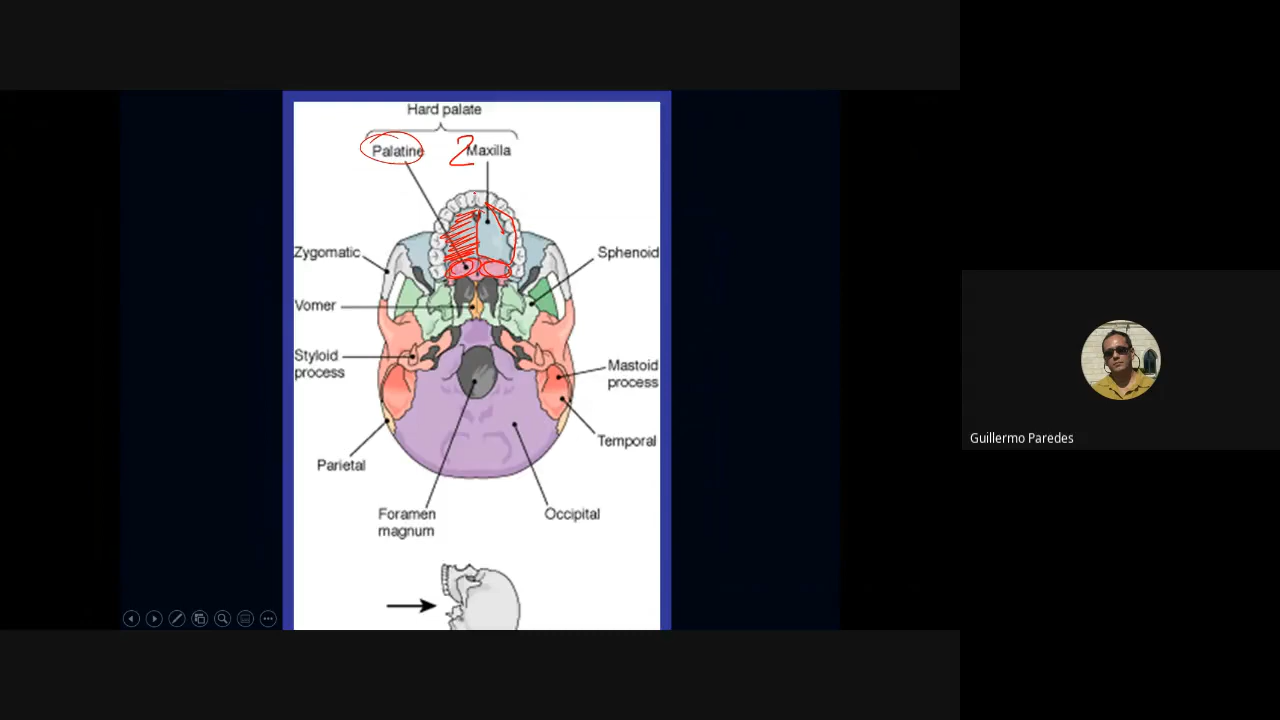 Hard palate
Palatine
2
Maxilla
Zygomatic
Sphenoid
Vomer
Styloid
process
Mastoid
process
Temporal
Parietal
Foramen
magnum
Occipital
Guillermo Paredes